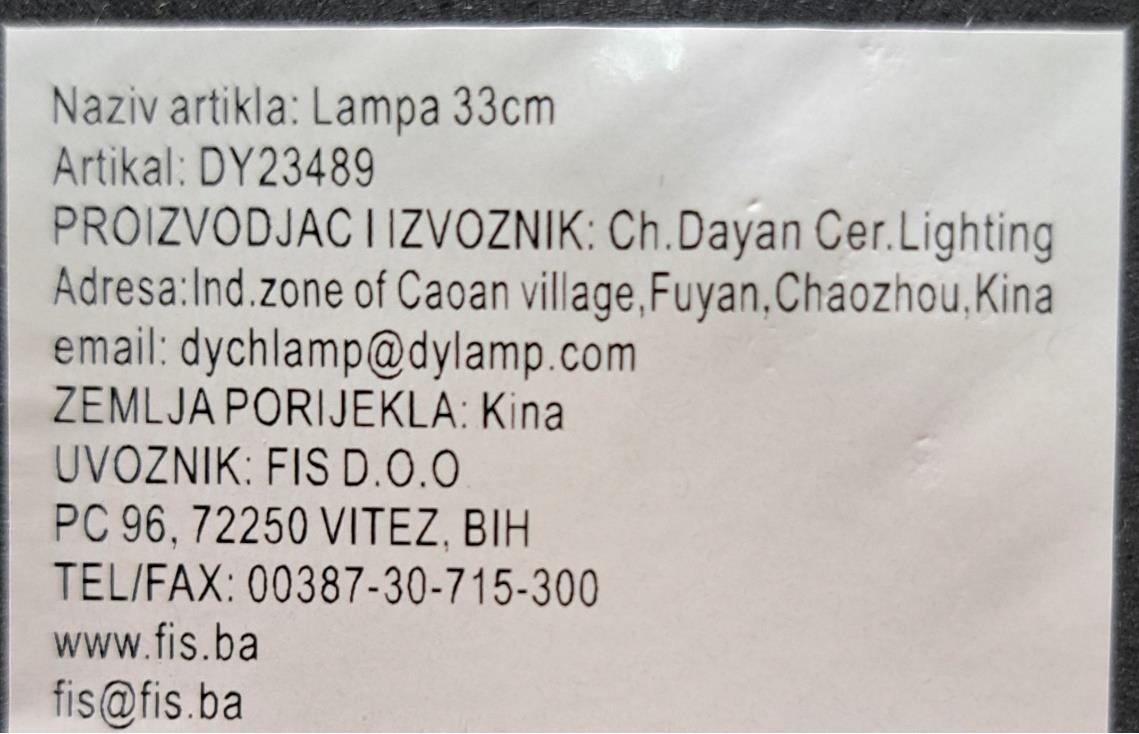 Naziv artikla: Lampa 33cm
Artikal: DY23489
PROIZVODJAC I IZVOZNIK: Ch.Dayan Cer.Lighting
Adresa:Ind.zone of Caoan village,Fuyan,Chaozhou,Kina
email: dychlamp@dylamp.com
ZEMLJA PORIJEKLA: Kina
UVOZNIK: FIS D.O.O
PC 96, 72250 VITEZ, BIH
TEL/FAX: 00387-30-715-300
www.fis.ba
fis@fis.ba